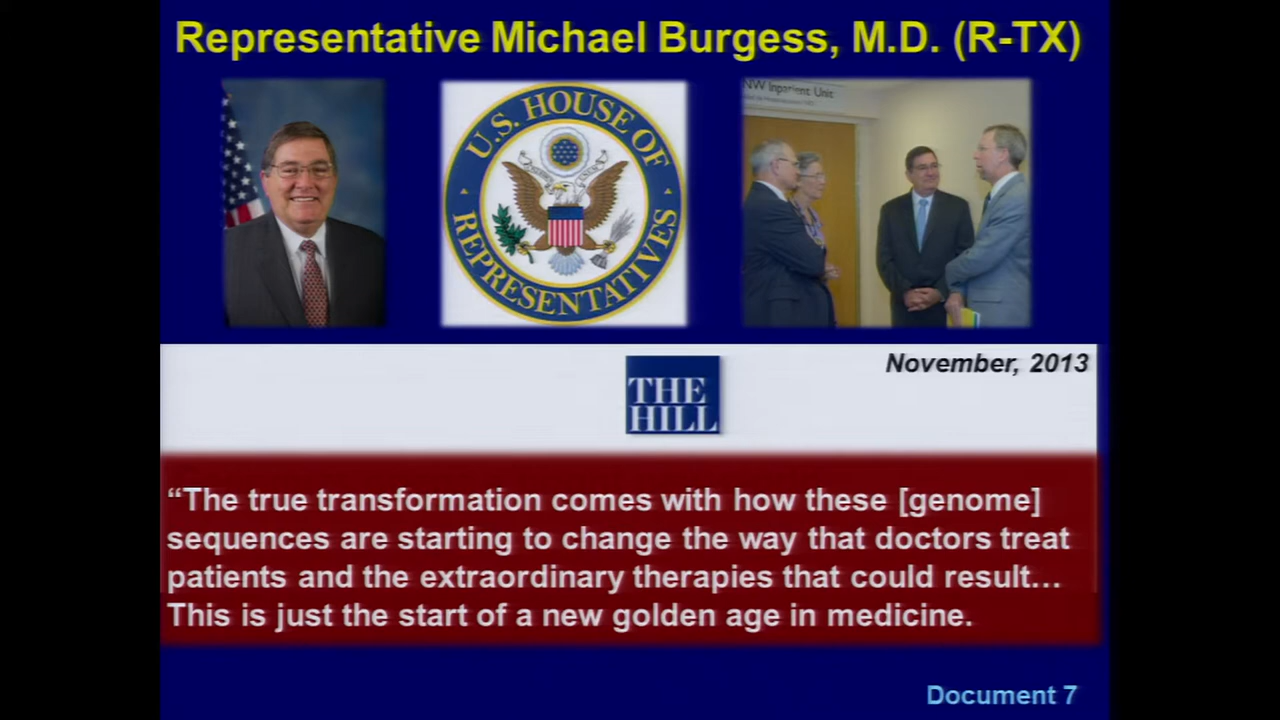 Representative Michael Burgess, M.D. (R-TX)
U.S. HOUSE OF
REPRESENTATIVES
NW Inpatient Unit
November, 2013
THE
HILL
“The true transformation comes with how these [genome]
sequences are starting to change the way that doctors treat
patients and the extraordinary therapies that could result…
This is just the start of a new golden age in medicine.
Document 7